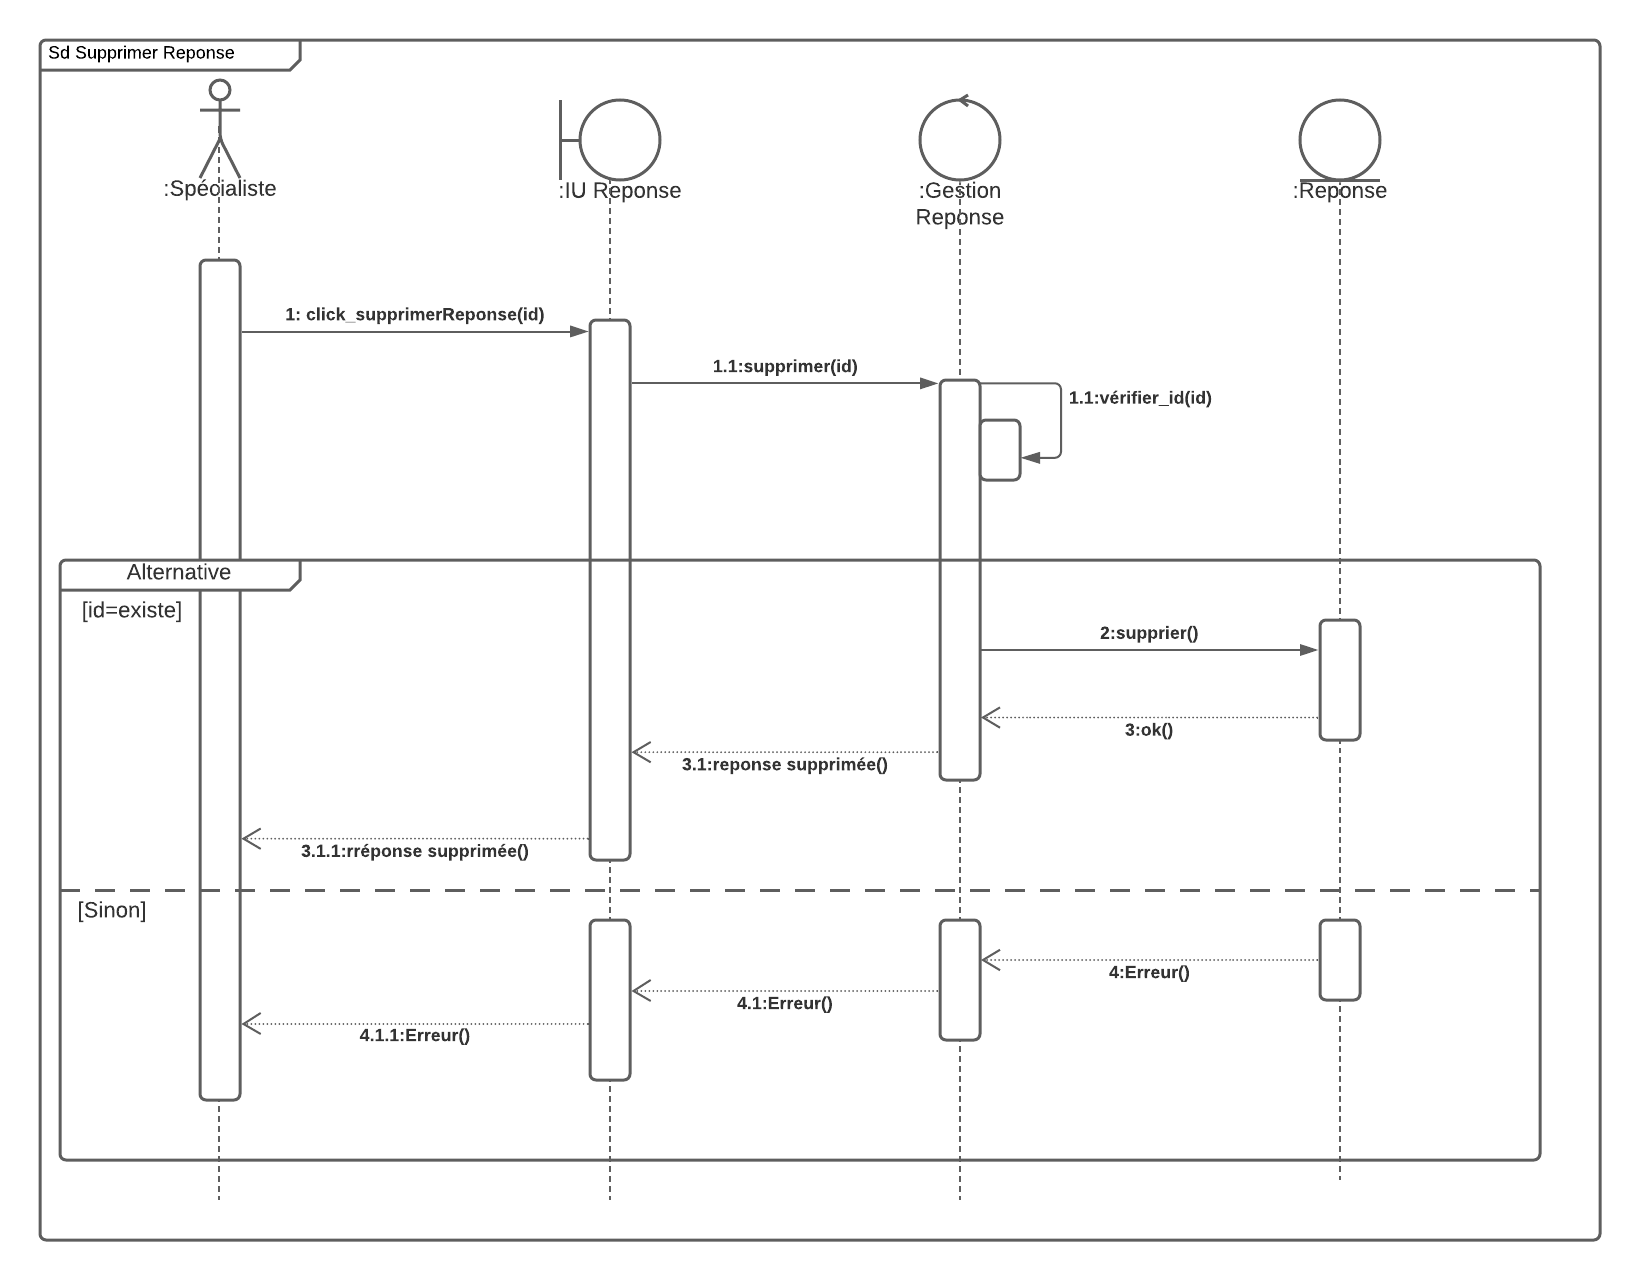 Sd Supprimer Reponse
:Spécialiste
:IU Reponse
:Gestion
Reponse
:Reponse
1: click_supprimerReponse(id)
1.1:supprimer(id)
1.1:vérifier_id(id)
Alternative
[id=existe]
2:supprier()
3:ok()
3.1:reponse supprimée()
3.1.1:rréponse supprimée()
[Sinon]
4:Erreur()
4.1:Erreur()
4.1.1:Erreur()